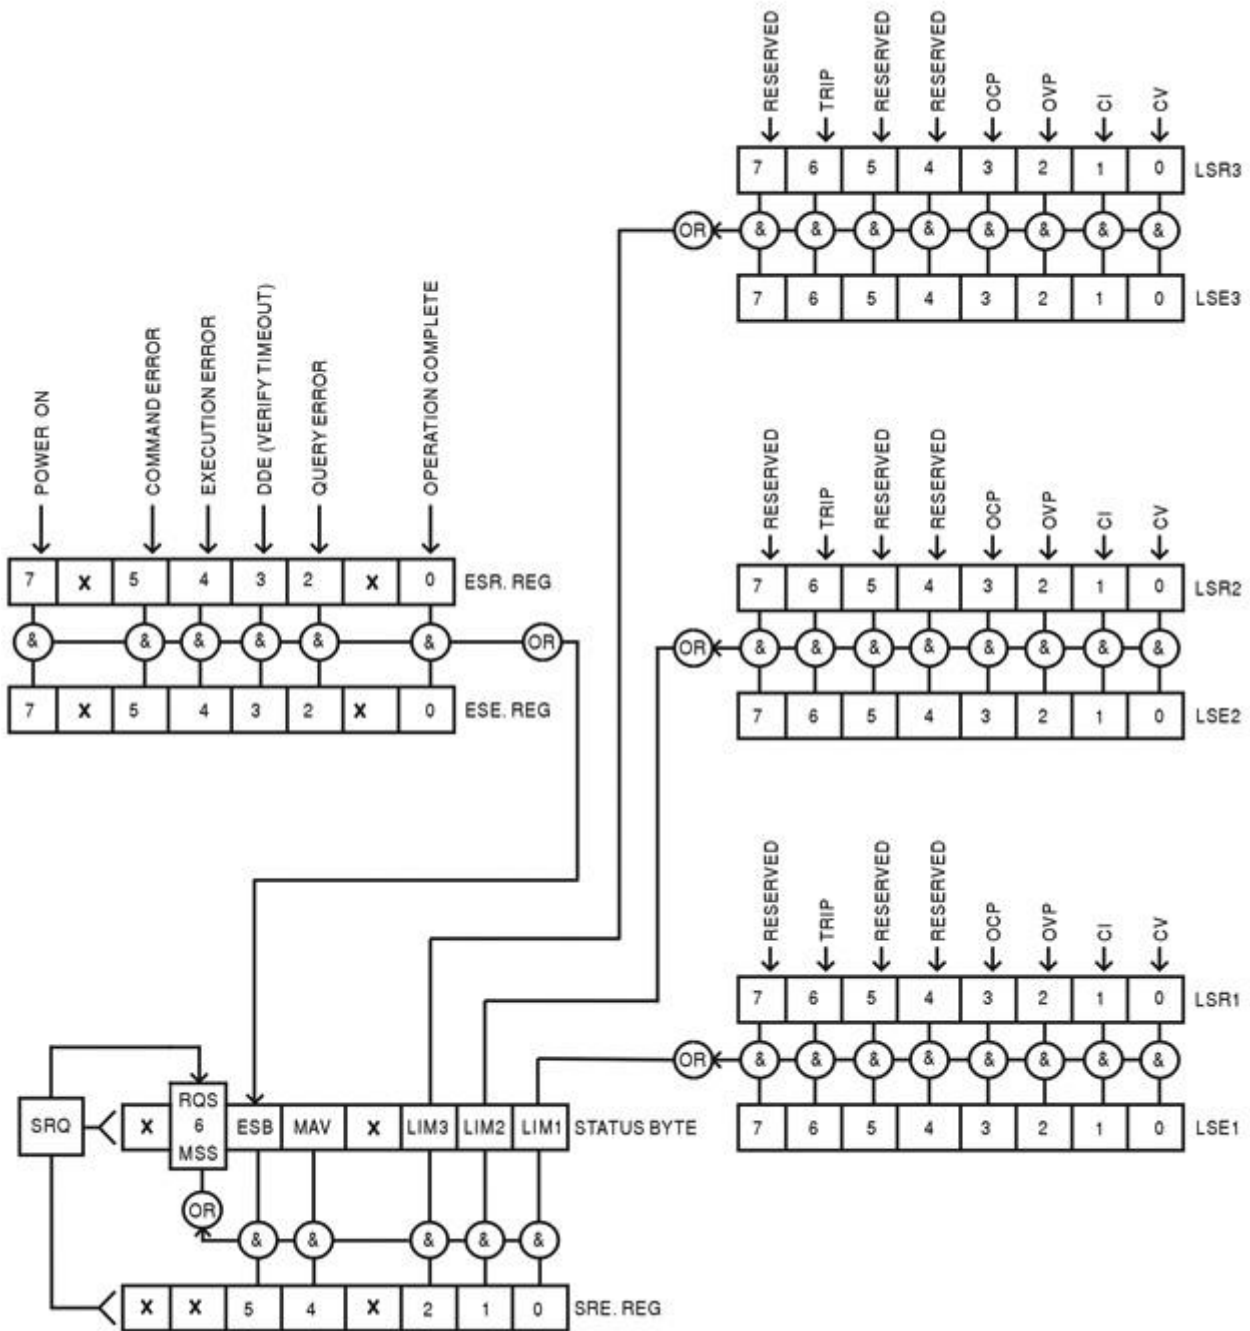 RESERVED TRIP RESERVED RESERVED OCP OVP CI CV
7 6 5 4 3 2 1 0 LSR3
OR & & & & & & & &
7 6 5 4 3 2 1 0 LSE3
POWER ON COMMAND ERROR EXECUTION ERROR DDE (VERIFY TIMEOUT) QUERY ERROR OPERATION COMPLETE
7 X 5 4 3 2 X 0 ESR. REG
& & & & & & OR
7 X 5 4 3 2 X 0 ESE. REG
RESERVED TRIP RESERVED RESERVED OCP OVP CI CV
7 6 5 4 3 2 1 0 LSR2
OR & & & & & & & &
7 6 5 4 3 2 1 0 LSE2
RESERVED TRIP RESERVED RESERVED OCP OVP CI CV
7 6 5 4 3 2 1 0 LSR1
OR & & & & & & & &
7 6 5 4 3 2 1 0 LSE1
SRQ
X RQS 6 MSS ESB MAV X LIM3 LIM2 LIM1 STATUS BYTE
OR & & & & &
X X 5 4 X 2 1 0 SRE. REG